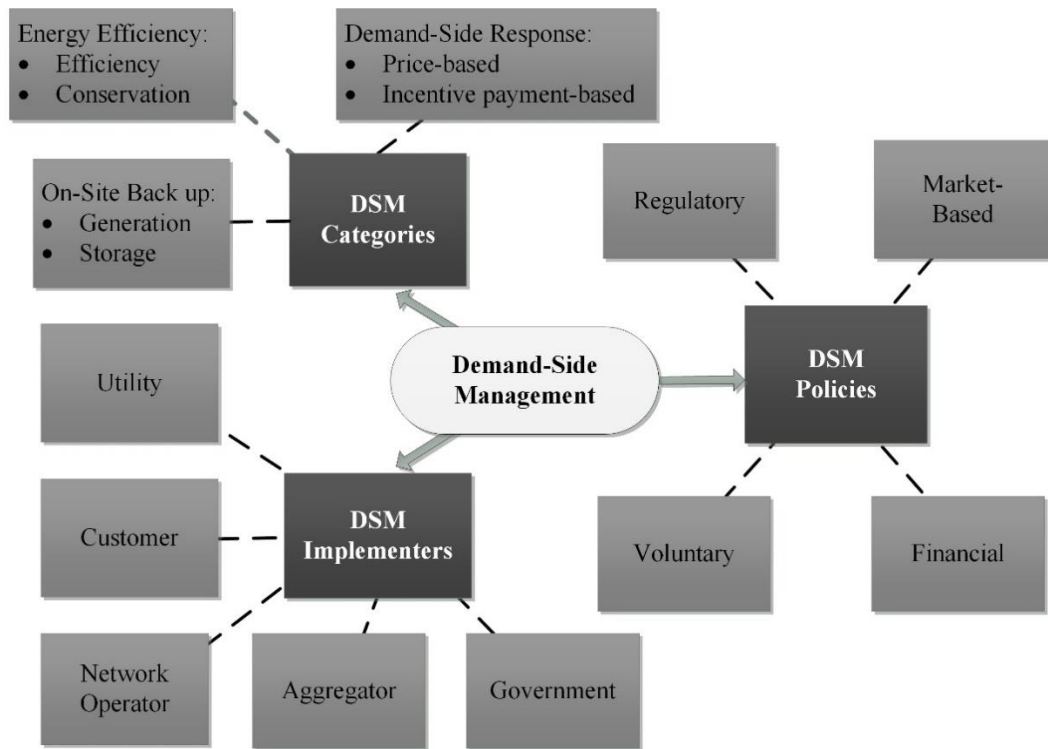 Energy Efficiency:
• Efficiency
• Conservation
Demand-Side Response:
• Price-based
• Incentive payment-based
On-Site Back up:
• Generation
• Storage
DSM
Categories
Regulatory
Market-
Based
Utility
Demand-Side
Management
DSM
Policies
Customer
DSM
Implementers
Voluntary
Financial
Network
Operator
Aggregator
Government